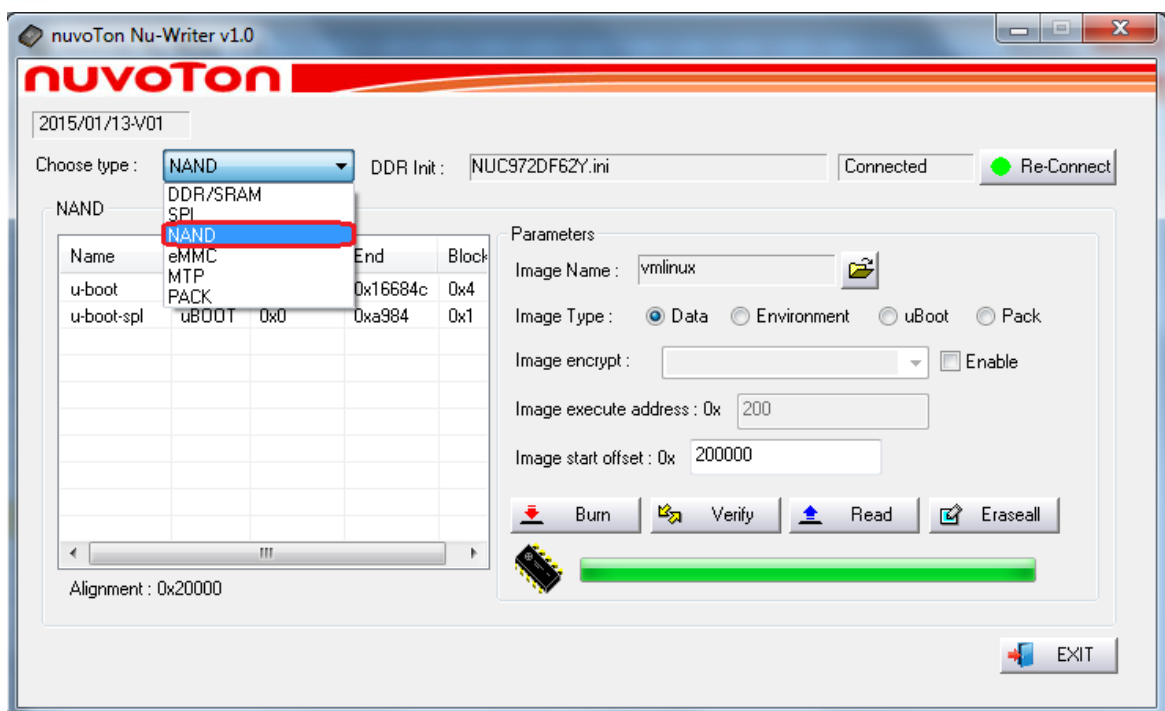 nuvoTon Nu-Writer v1.0
nuvoTon
2015/01/13-V01
Choose type : NAND DDR Init : NUC972DF62Y.ini Connected Re-Connect
DDR/SRAM
SPI
NAND
eMMC
MTP
PACK
NAND
Name End Block
u-boot 0x16684c 0x4
u-boot-spl uBOOT 0x0 0xa984 0x1
Alignment : 0x20000
Parameters
Image Name : vmlinux
Image Type : Data Environment uBoot Pack
Image encrypt : Enable
Image execute address : 0x 200
Image start offset : 0x 200000
Burn Verify Read Eraseall
EXIT